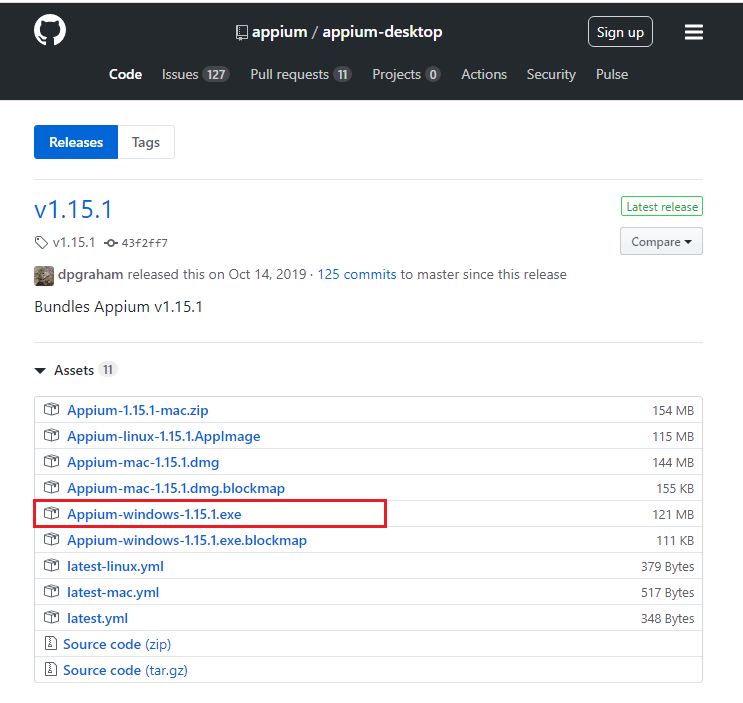 appium / appium-desktop
Sign up
Code Issues 127 Pull requests 11 Projects 0 Actions Security Pulse
Releases Tags
v1.15.1
Latest release
v1.15.1 43f2ff7
Compare
dpgraham released this on Oct 14, 2019 · 125 commits to master since this release
Bundles Appium v1.15.1
Assets 11
Appium-1.15.1-mac.zip 154 MB
Appium-linux-1.15.1.AppImage 115 MB
Appium-mac-1.15.1.dmg 144 MB
Appium-mac-1.15.1.dmg.blockmap 155 KB
Appium-windows-1.15.1.exe 121 MB
Appium-windows-1.15.1.exe.blockmap 111 KB
latest-linux.yml 379 Bytes
latest-mac.yml 517 Bytes
latest.yml 348 Bytes
Source code (zip)
Source code (tar.gz)